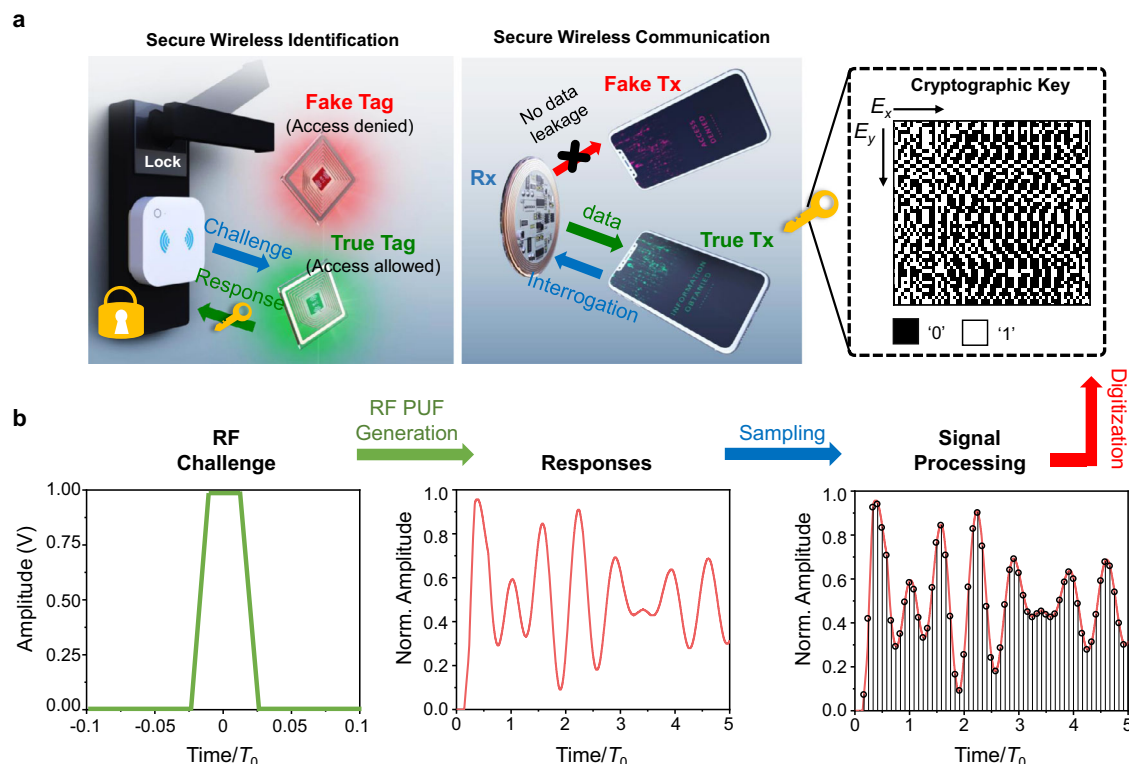 a
Secure Wireless Identification
Secure Wireless Communication
Fake Tag
(Access denied)
Lock
Challenge
True Tag
(Access allowed)
Response
No data
leakage
Fake Tx
ACCESS
DENIED
Rx
data
True Tx
Interrogation
INFORMATION
OBTANIED
Cryptographic Key
Ex
Ey
'0'
'1'
Digitization
b
RF
Challenge
RF PUF
Generation
Responses
Sampling
Signal
Processing
Amplitude (V)
1.00
0.75
0.50
0.25
0.00
-0.1
-0.05
0
0.05
0.1
Time/T0
Norm. Amplitude
1.0
0.8
0.6
0.4
0.2
0.0
0
1
2
3
4
5
Time/T0
Norm. Amplitude
1.0
0.8
0.6
0.4
0.2
0.0
0
1
2
3
4
5
Time/T0